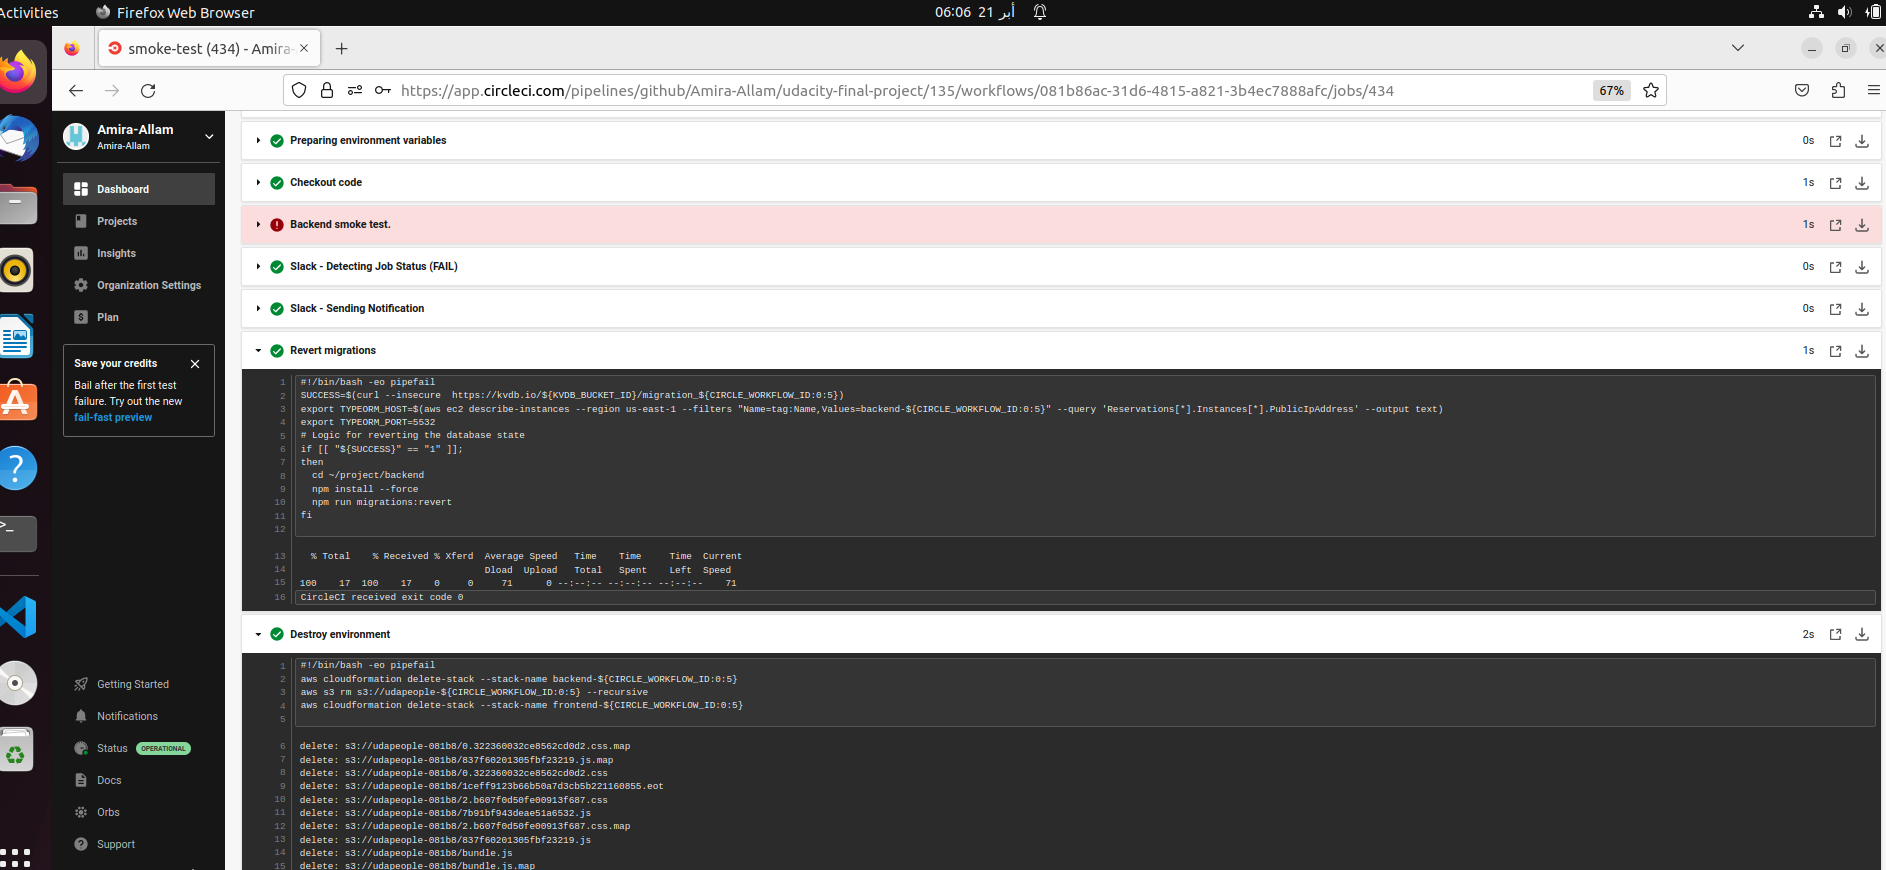 Activities
Firefox Web Browser
06:06 21 أبر
smoke-test (434) - Amira-
https://app.circleci.com/pipelines/github/Amira-Allam/udacity-final-project/135/workflows/081b86ac-31d6-4815-a821-3b4ec7888afc/jobs/434
67%
Amira-Allam
Amira-Allam
Dashboard
Projects
Insights
Organization Settings
Plan
Save your credits
Bail after the first test
failure. Try out the new
fail-fast preview
Getting Started
Notifications
Status OPERATIONAL
Docs
Orbs
Support
Preparing environment variables 0s
Checkout code 1s
Backend smoke test. 1s
Slack - Detecting Job Status (FAIL) 0s
Slack - Sending Notification 0s
Revert migrations 1s
1 #!/bin/bash -eo pipefail
2 SUCCESS=$(curl --insecure  https://kvdb.io/${KVDB_BUCKET_ID}/migration_${CIRCLE_WORKFLOW_ID:0:5})
3 export TYPEORM_HOST=$(aws ec2 describe-instances --region us-east-1 --filters "Name=tag:Name,Values=backend-${CIRCLE_WORKFLOW_ID:0:5}" --query 'Reservations[*].Instances[*].PublicIpAddress' --output text)
4 export TYPEORM_PORT=5532
5 # Logic for reverting the database state
6 if [[ "${SUCCESS}" == "1" ]];
7 then
8   cd ~/project/backend
9   npm install --force
10   npm run migrations:revert
11 fi
12
13   % Total    % Received % Xferd  Average Speed   Time    Time     Time  Current
14                                  Dload  Upload   Total   Spent    Left  Speed
15 100    17  100    17    0     0     71      0 --:--:-- --:--:-- --:--:--    71
16 CircleCI received exit code 0
Destroy environment 2s
1 #!/bin/bash -eo pipefail
2 aws cloudformation delete-stack --stack-name backend-${CIRCLE_WORKFLOW_ID:0:5}
3 aws s3 rm s3://udapeople-${CIRCLE_WORKFLOW_ID:0:5} --recursive
4 aws cloudformation delete-stack --stack-name frontend-${CIRCLE_WORKFLOW_ID:0:5}
5
6 delete: s3://udapeople-081b8/0.322360032ce8562cd0d2.css.map
7 delete: s3://udapeople-081b8/837f60201305fbf23219.js.map
8 delete: s3://udapeople-081b8/0.322360032ce8562cd0d2.css
9 delete: s3://udapeople-081b8/1ceff9123b66b50a7d3cb5b221160855.eot
10 delete: s3://udapeople-081b8/2.b607f0d50fe00913f687.css
11 delete: s3://udapeople-081b8/7b91bf943deae51a6532.js
12 delete: s3://udapeople-081b8/2.b607f0d50fe00913f687.css.map
13 delete: s3://udapeople-081b8/837f60201305fbf23219.js
14 delete: s3://udapeople-081b8/bundle.js
15 delete: s3://udapeople-081b8/bundle.js.map